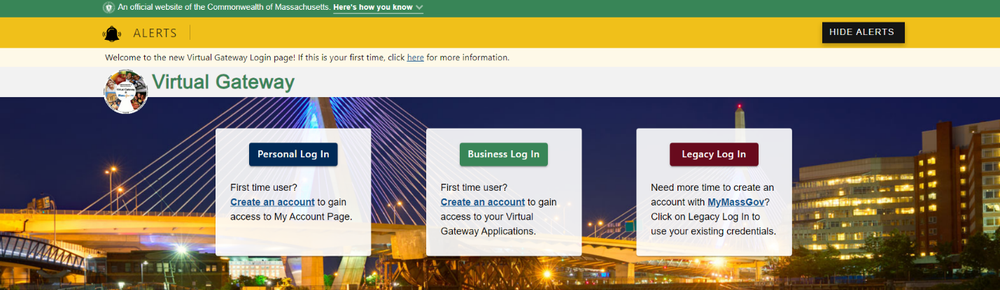 An official website of the Commonwealth of Massachusetts. Here's how you know
ALERTS
HIDE ALERTS
Welcome to the new Virtual Gateway Login page! If this is your first time, click here for more information.
Virtual Gateway
Personal Log In
First time user?
Create an account to gain
access to My Account Page.
Business Log In
First time user?
Create an account to gain
access to your Virtual
Gateway Applications.
Legacy Log In
Need more time to create an
account with MyMassGov?
Click on Legacy Log In to
use your existing credentials.